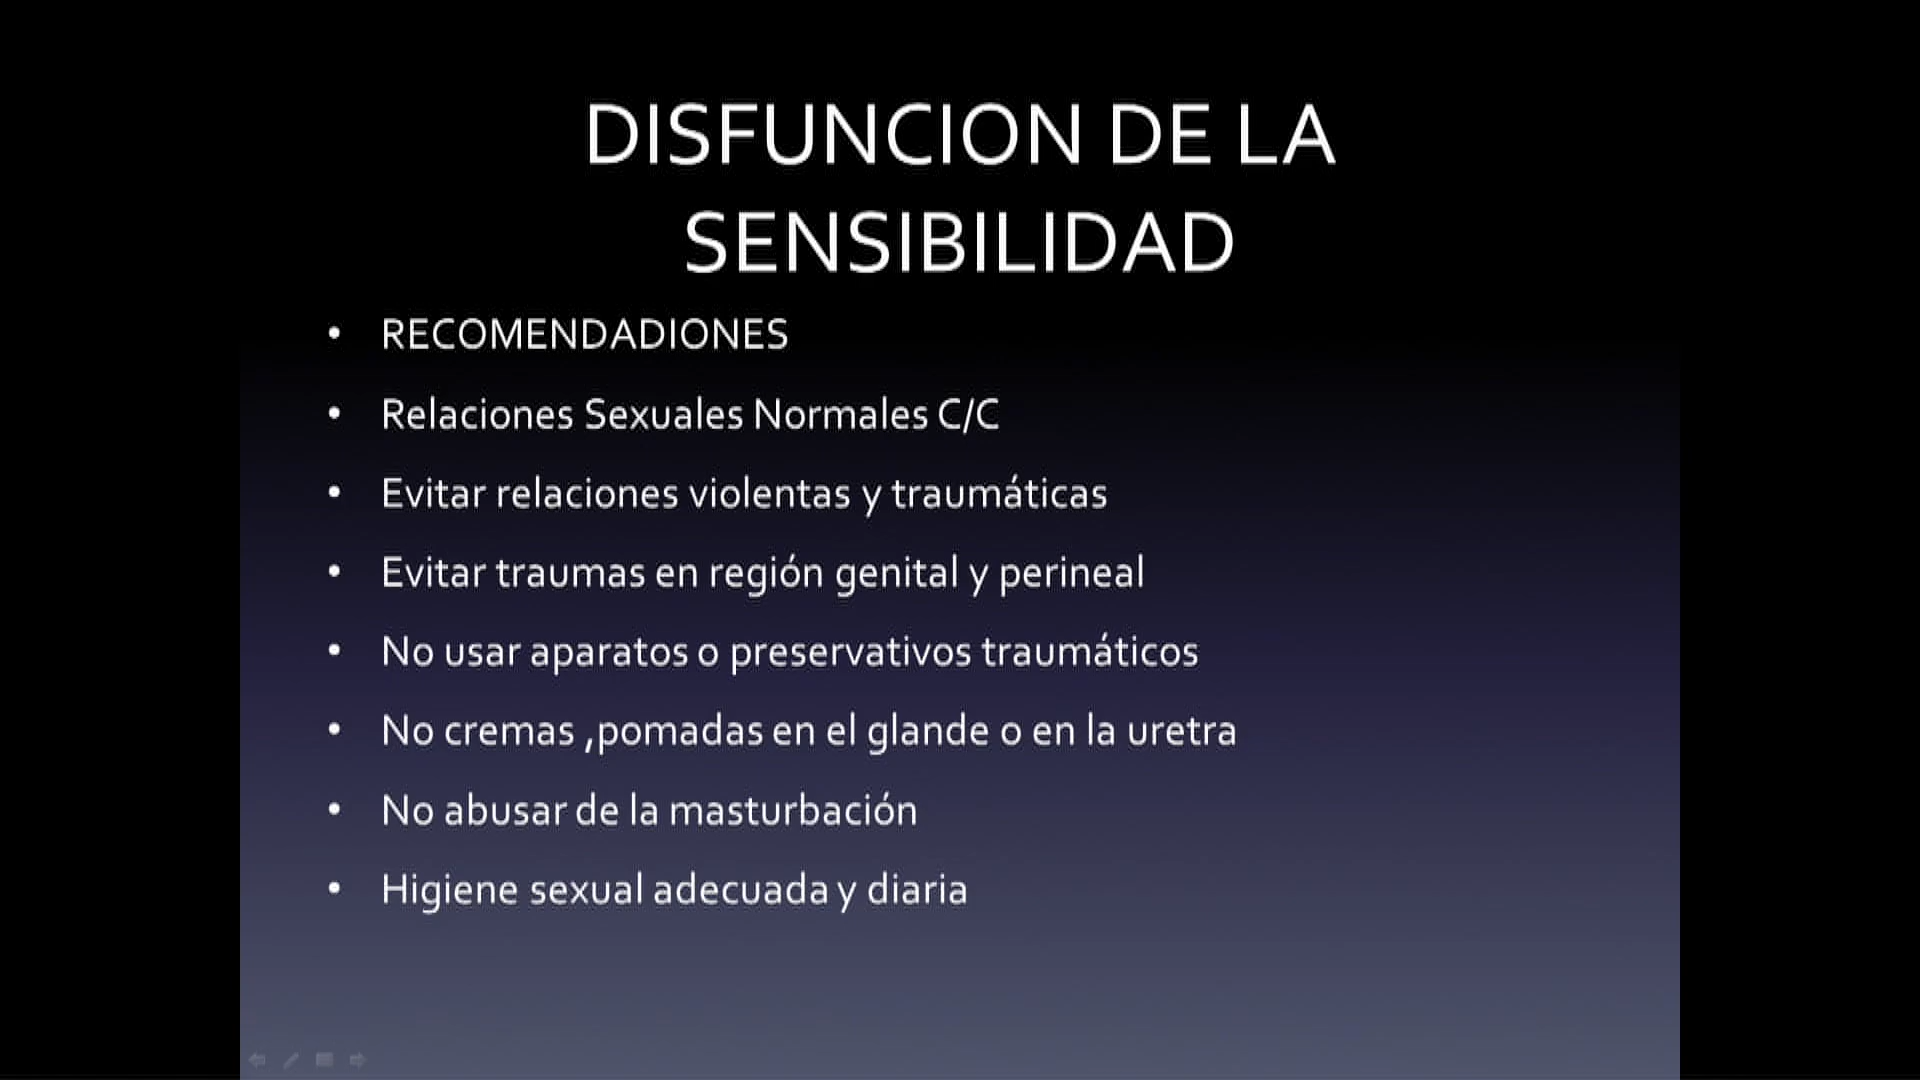 DISFUNCION DE LA
SENSIBILIDAD
• RECOMENDADIONES
• Relaciones Sexuales Normales C/C
• Evitar relaciones violentas y traumáticas
• Evitar traumas en región genital y perineal
• No usar aparatos o preservativos traumáticos
• No cremas ,pomadas en el glande o en la uretra
• No abusar de la masturbación
• Higiene sexual adecuada y diaria